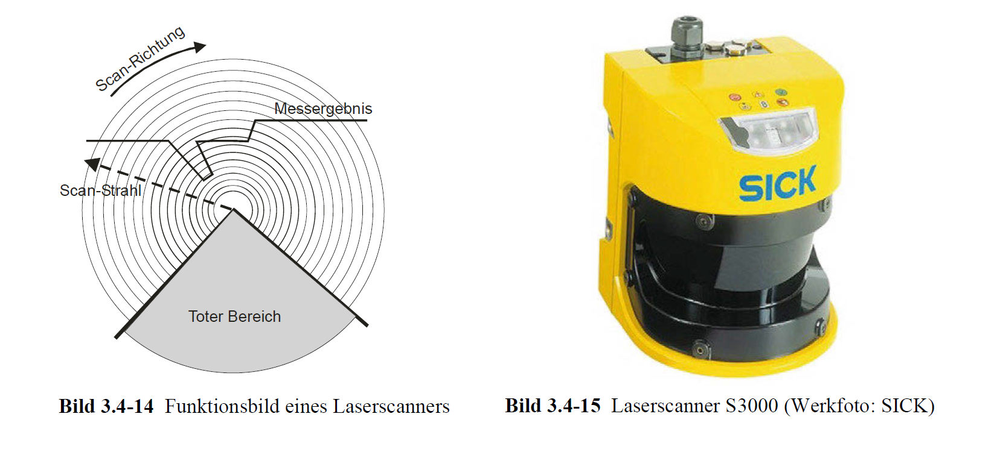 Scan-Richtung
Messergebnis
Scan-Strahl
Toter Bereich
SICK
Bild 3.4-14 Funktionsbild eines Laserscanners
Bild 3.4-15 Laserscanner S3000 (Werkfoto: SICK)